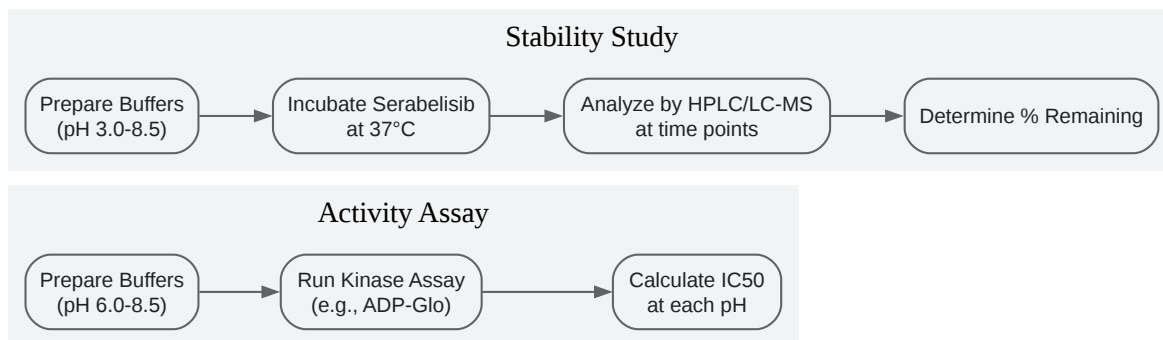 Stability Study
Prepare Buffers
(pH 3.0-8.5)
Incubate Serabelisib
at 37°C
Analyze by HPLC/LC-MS
at time points
Determine % Remaining
Activity Assay
Prepare Buffers
(pH 6.0-8.5)
Run Kinase Assay
(e.g., ADP-Glo)
Calculate IC50
at each pH